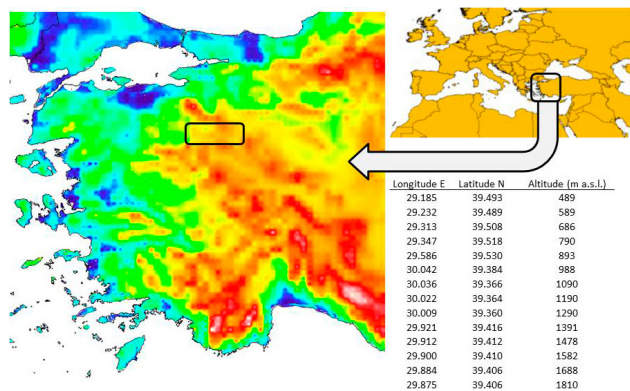 Longitude E Latitude N Altitude (m a.s.l.)
29.185 39.493 489
29.232 39.489 589
29.313 39.508 686
29.347 39.518 790
29.586 39.530 893
30.042 39.384 988
30.036 39.366 1090
30.022 39.364 1190
30.009 39.360 1290
29.921 39.416 1391
29.912 39.412 1478
29.900 39.410 1582
29.884 39.406 1688
29.875 39.406 1810